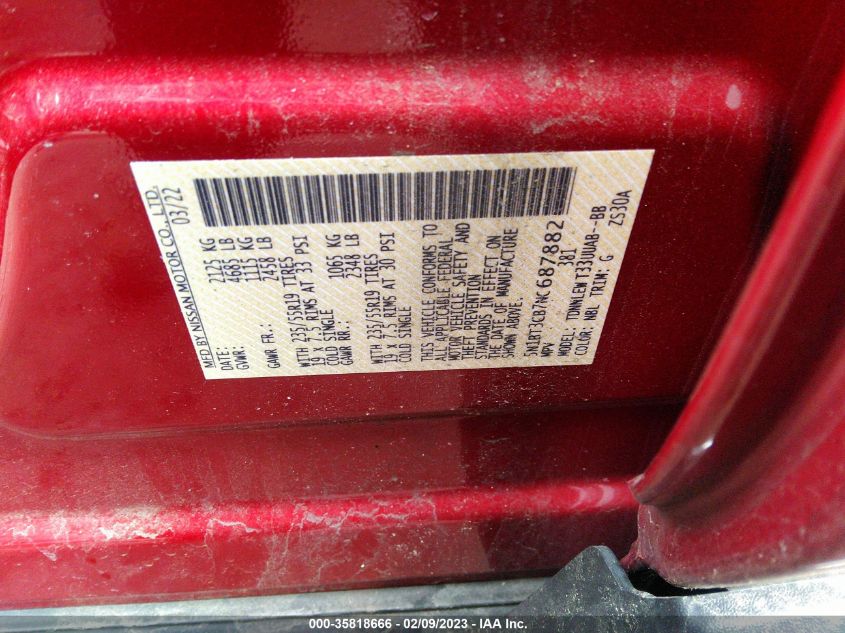 MFD BY NISSAN MOTOR CO., LTD.
DATE: 03/22
GVWR: 2125 KG
4685 LB
GAWR FR.: 1115 KG
2458 LB
WITH 235/55R19 TIRES
19 X 7.5 RIMS AT 33 PSI
COLD SINGLE
GAWR RR.: 1065 KG
2348 LB
WITH 235/55R19 TIRES
19 X 7.5 RIMS AT 30 PSI
COLD SINGLE
THIS VEHICLE CONFORMS TO
ALL APPLICABLE FEDERAL
MOTOR VEHICLE SAFETY AND
THEFT PREVENTION
STANDARDS IN EFFECT ON
THE DATE OF MANUFACTURE
SHOWN ABOVE.
5N1BT3CB7NC687882
MPV 381
MODEL: TDWNLEW T33UUAB--BB
COLOR: NBL TRIM: G ZS30A
000-35818666 - 02/09/2023 - IAA Inc.